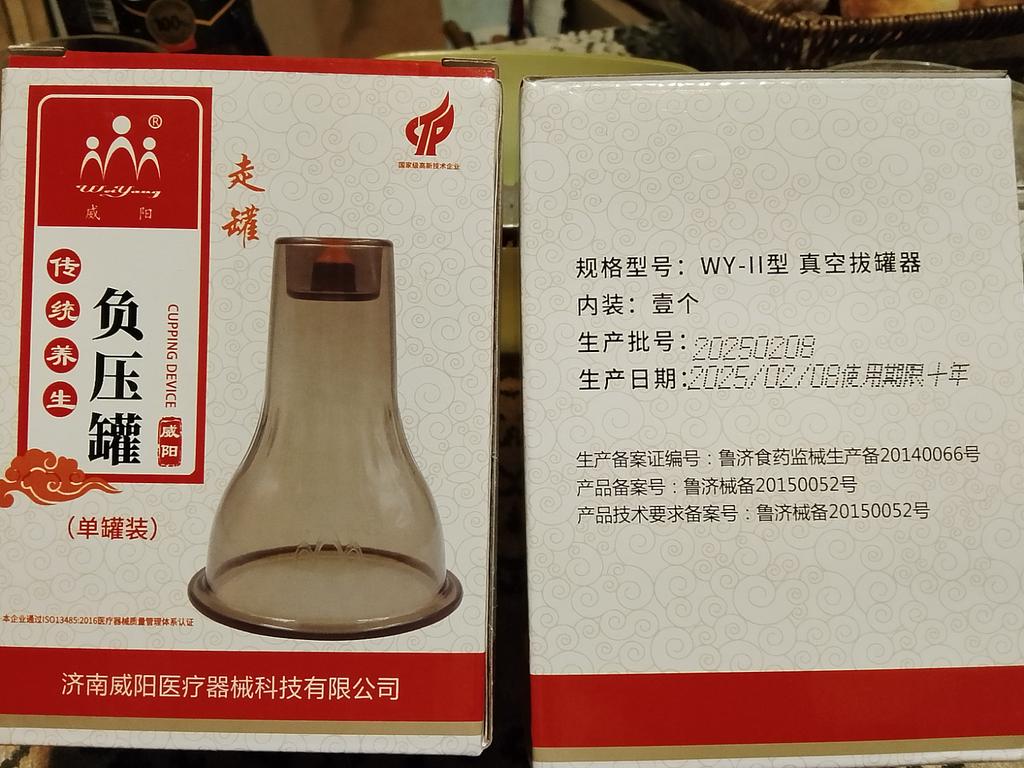 ®
WeiYang
威 阳
传统养生
负压罐
CUPPING DEVICE
威阳
走罐
国家级高新技术企业
(单罐装)
本企业通过ISO13485:2016医疗器械质量管理体系认证
济南威阳医疗器械科技有限公司
规格型号：WY-II型 真空拔罐器
内装：壹个
生产批号：20250208
生产日期：2025/02/08使用期限十年
生产备案证编号：鲁济食药监械生产备20140066号
产品备案号：鲁济械备20150052号
产品技术要求备案号：鲁济械备20150052号